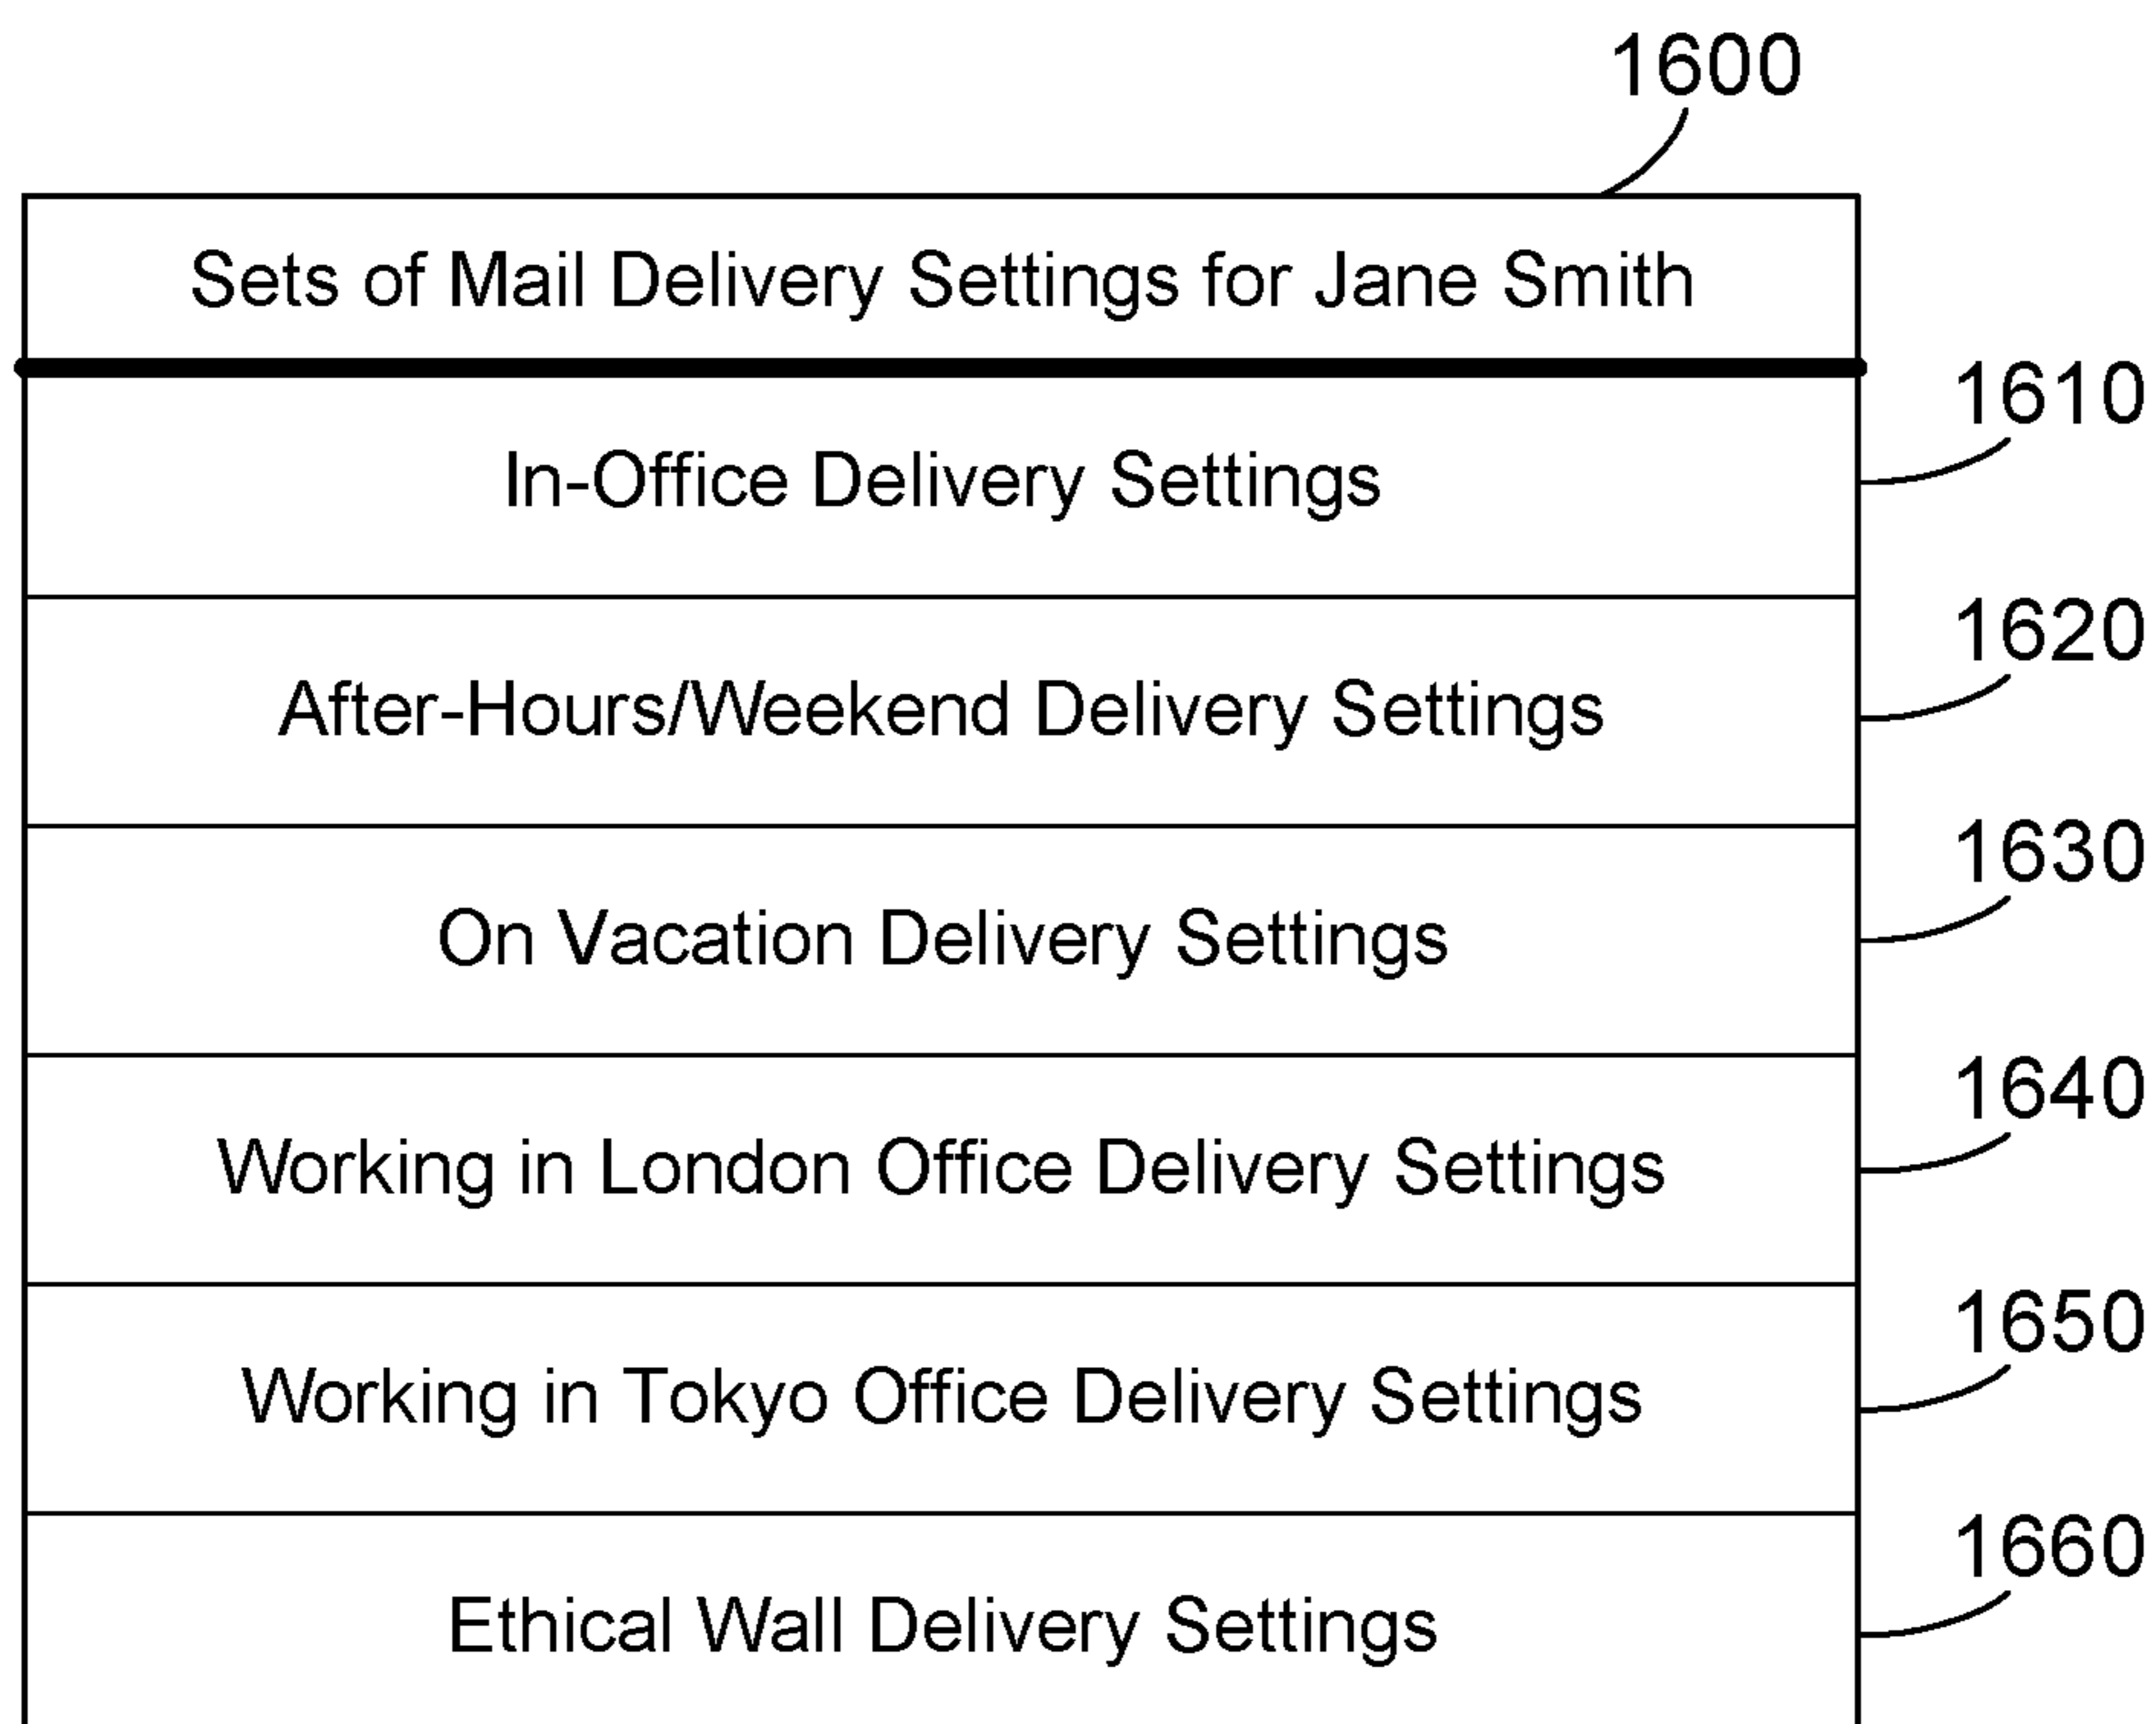 1600
Sets of Mail Delivery Settings for Jane Smith
1610
In-Office Delivery Settings
1620
After-Hours/Weekend Delivery Settings
1630
On Vacation Delivery Settings
1640
Working in London Office Delivery Settings
1650
Working in Tokyo Office Delivery Settings
1660
Ethical Wall Delivery Settings